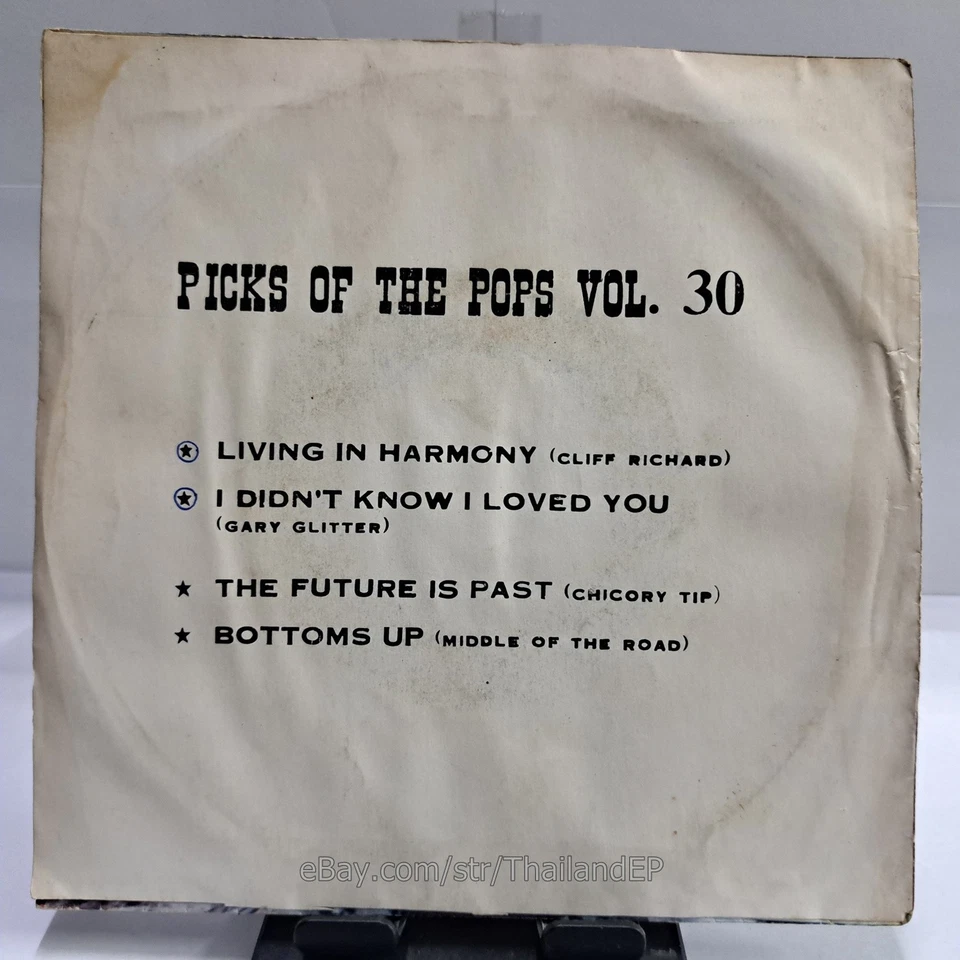 PICKS OF THE POPS VOL. 30
★ LIVING IN HARMONY (CLIFF RICHARD)
★ I DIDN'T KNOW I LOVED YOU
(GARY GLITTER)
★ THE FUTURE IS PAST (CHICORY TIP)
★ BOTTOMS UP (MIDDLE OF THE ROAD)
eBay.com/str/ThailandEP